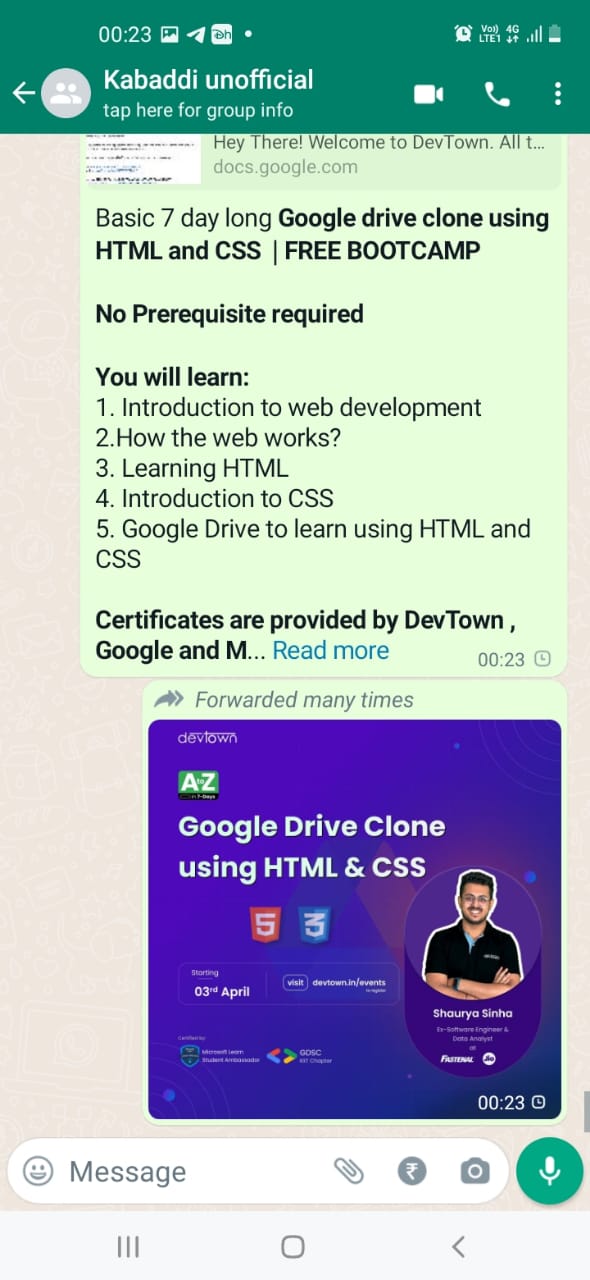 00:23
Voi) 4G
LTE1
Kabaddi unofficial
tap here for group info
Hey There! Welcome to DevTown. All t...
docs.google.com
Basic 7 day long Google drive clone using
HTML and CSS | FREE BOOTCAMP
No Prerequisite required
You will learn:
1. Introduction to web development
2.How the web works?
3. Learning HTML
4. Introduction to CSS
5. Google Drive to learn using HTML and
CSS
Certificates are provided by DevTown ,
Google and M... Read more
00:23
Forwarded many times
devtown
A to Z
in 7-Days
Google Drive Clone
using HTML & CSS
5 3
Starting
03rd April
visit devtown.in/events
to register
Shaurya Sinha
Ex-Software Engineer &
Data Analyst
at
FASTENAL Jio
Certified by
Microsoft Learn
Student Ambassador
GDSC
KIIT Chapter
00:23
Message